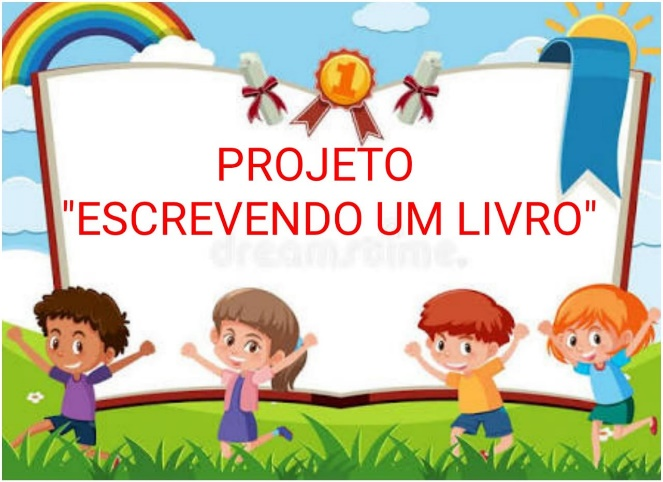 1
PROJETO
"ESCREVENDO UM LIVRO"
dreamstime.